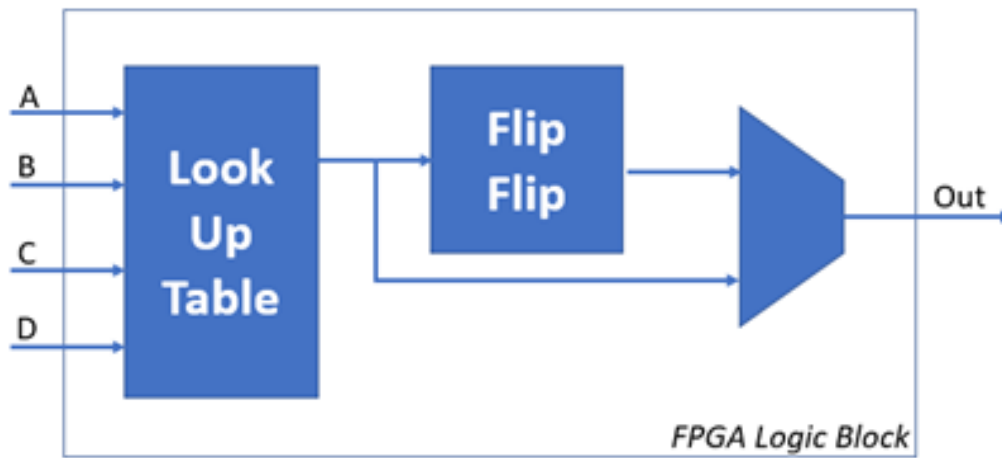 A
B
C
D
Look
Up
Table
Flip
Flip
Out
FPGA Logic Block